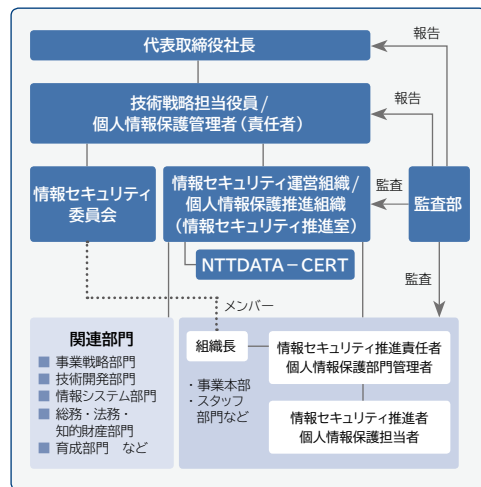 代表取締役社長
報告
技術戦略担当役員/
個人情報保護管理者（責任者）
報告
情報セキュリティ
委員会
情報セキュリティ運営組織/
個人情報保護推進組織
（情報セキュリティ推進室）
監査
監査部
NTTDATA－CERT
監査
メンバー
関連部門
事業戦略部門
技術開発部門
情報システム部門
総務・法務・
知的財産部門
育成部門　など
組織長
・事業本部
・スタッフ
部門など
情報セキュリティ推進責任者
個人情報保護部門管理者
情報セキュリティ推進者
個人情報保護担当者